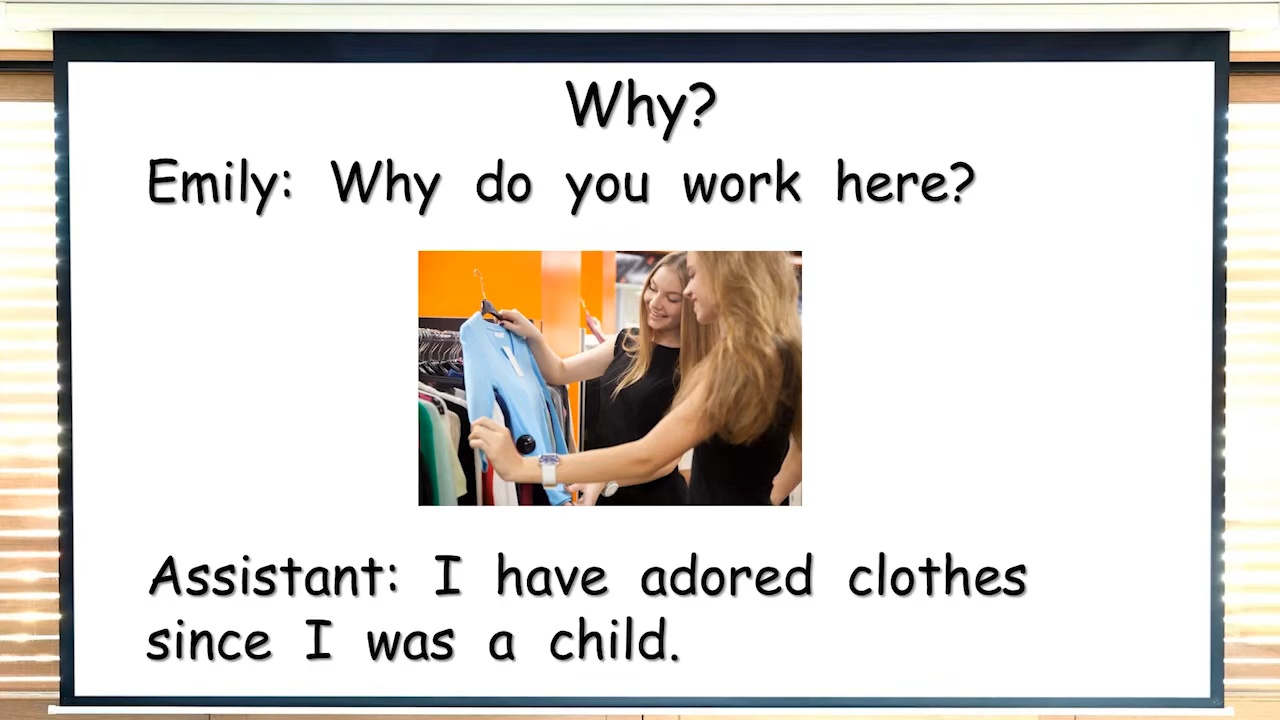 Why?
Emily: Why do you work here?
Assistant: I have adored clothes
since I was a child.